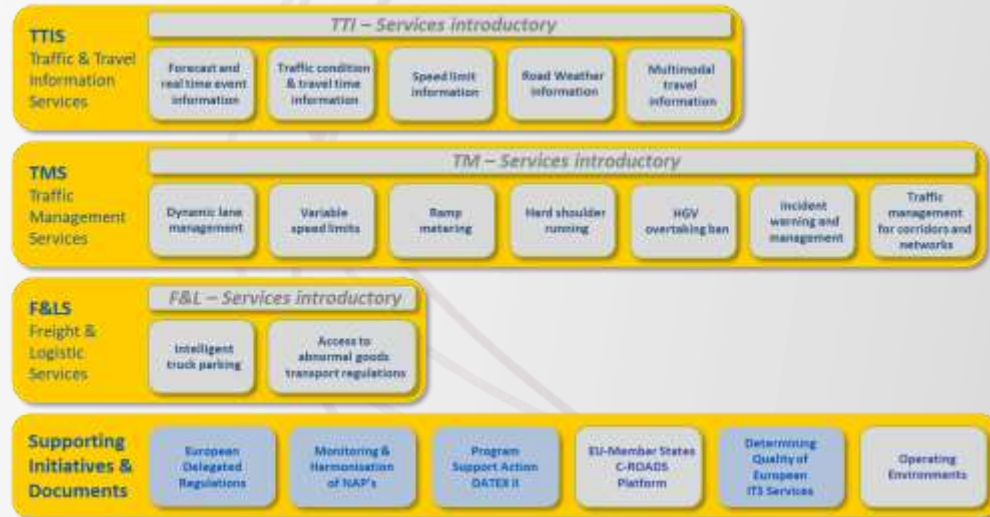 TTIS
Traffic & Travel
Information
Services
TTI – Services introductory
Forecast and
real time event
information
Traffic condition
& travel time
information
Speed limit
information
Road Weather
information
Multimodal
travel
information
TMS
Traffic
Management
Services
TM – Services introductory
Dynamic lane
management
Variable
speed limits
Ramp
metering
Hard shoulder
running
HGV
overtaking ban
Incident
warning and
management
Traffic
management
for corridors and
networks
F&LS
Freight &
Logistic
Services
F&L – Services introductory
Intelligent
truck parking
Access to
abnormal goods
transport regulations
Supporting
Initiatives &
Documents
European
Delegated
Regulations
Monitoring &
Harmonisation
of NAP's
Program
Support Action
DATEX II
EU-Member States
C-ROADS
Platform
Determining
Quality of
European
ITS Services
Operating
Environments